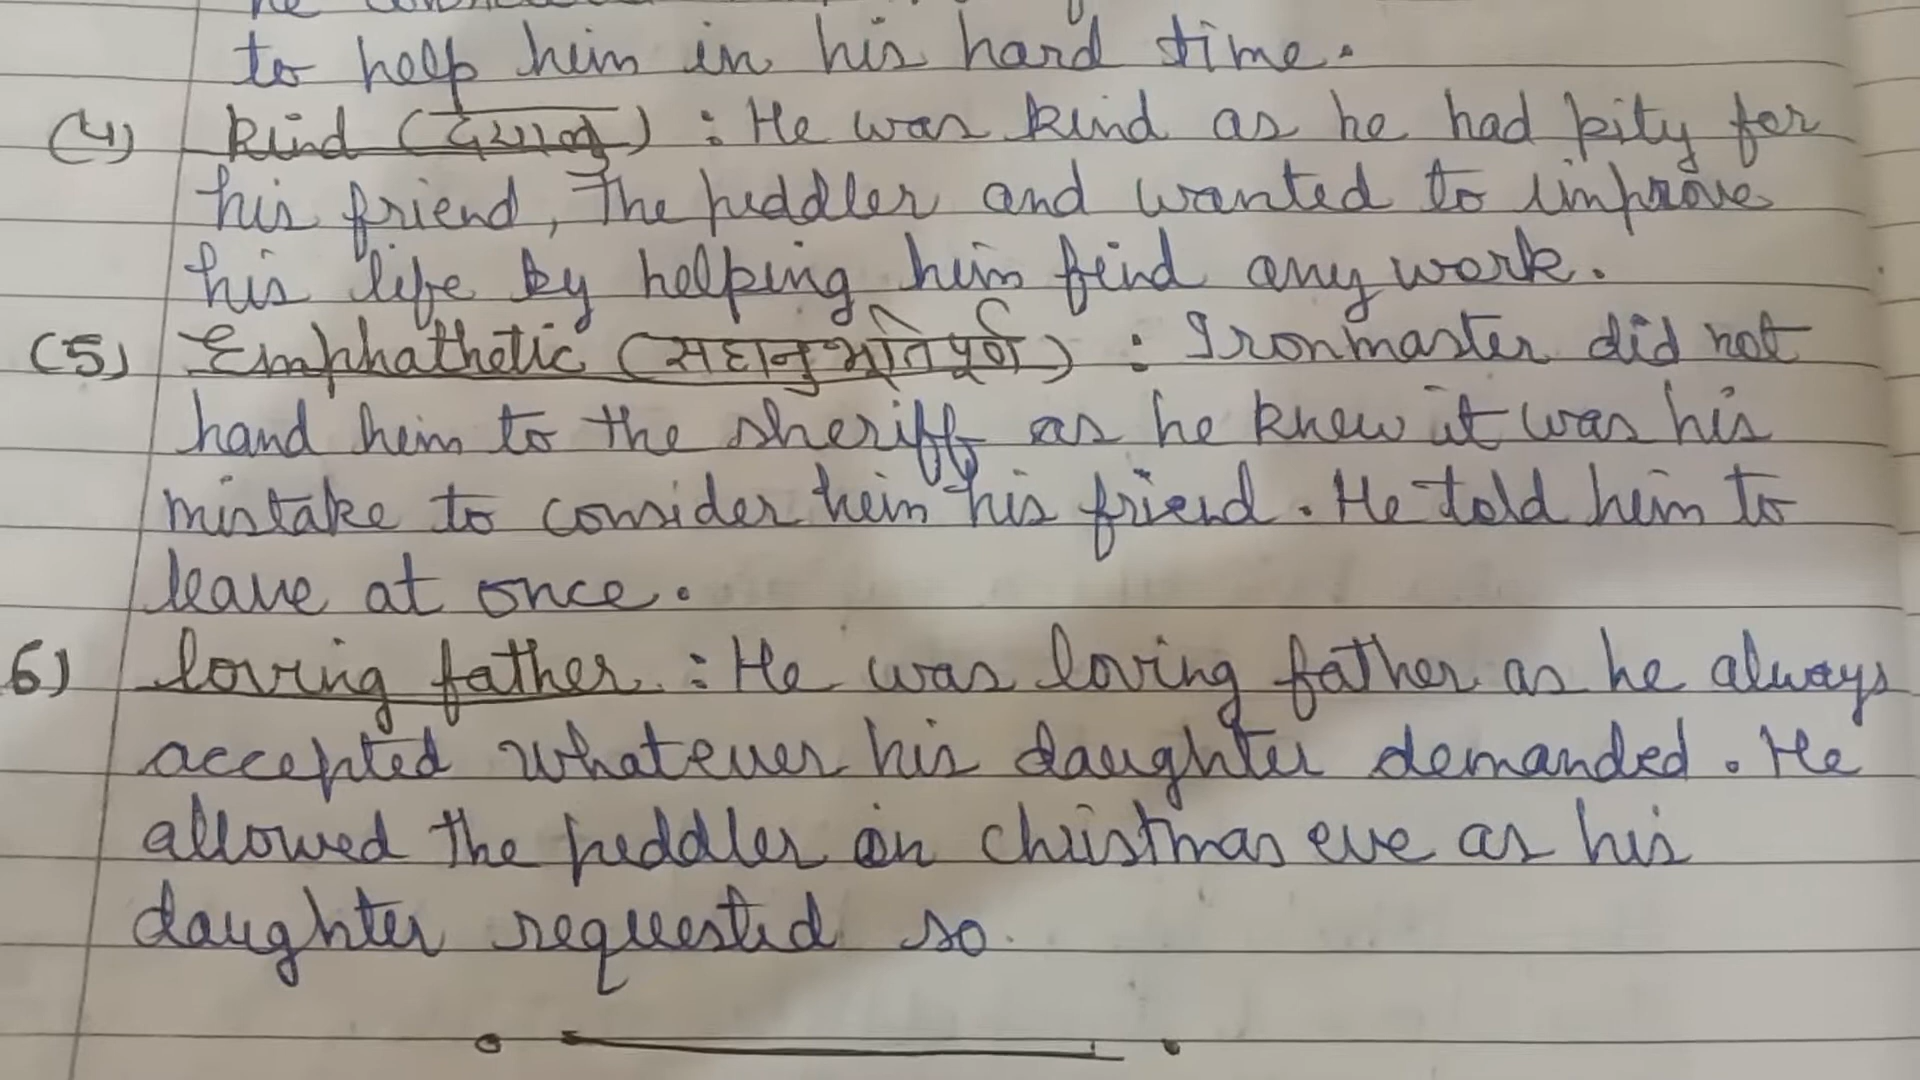 he
to help him in his hard time.
(4) Kind (दयालु) : He was kind as he had pity for
his friend, The peddler and wanted to improve
his life by helping him find any work.
(5) Emphathetic (सहानुभूतिपूर्ण) : Ironmaster did not
hand him to the sheriff as he knew it was his
mistake to consider him his friend. He told him to
leave at once.
6) loving father : He was loving father as he always
accepted whatever his daughter demanded. He
allowed the peddler on christmas eve as his
daughter requested so.